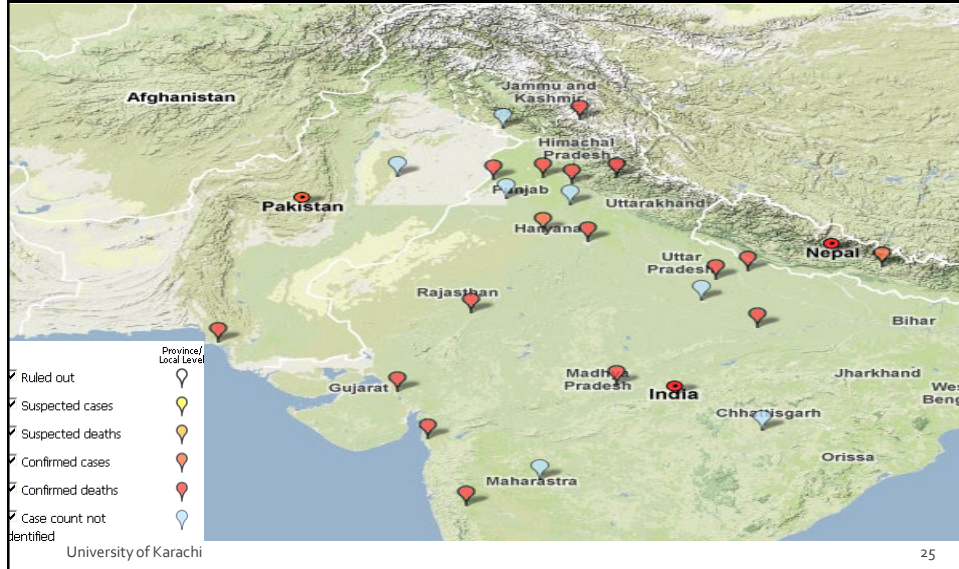 Afghanistan
Jammu and
Kashmir
Himachal
Pradesh
Punjab
Pakistan
Uttarakhand
Haryana
Nepal
Uttar
Pradesh
Rajasthan
Bihar
Province/
Local Level
Ruled out
Suspected cases
Suspected deaths
Confirmed cases
Confirmed deaths
Case count not
dentified
Gujarat
Madhya
Pradesh
India
Jharkhand
Wes
Beng
Chhattisgarh
Orissa
Maharastra
University of Karachi
25